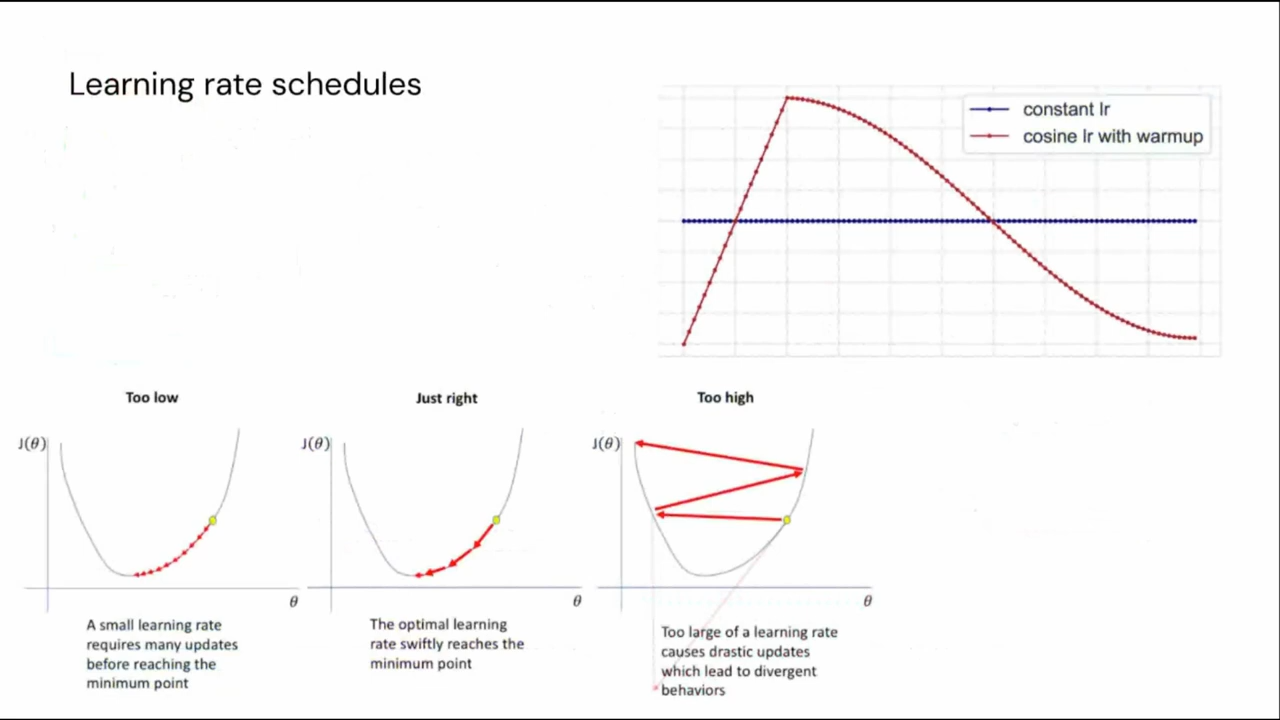 Learning rate schedules
constant lr
cosine lr with warmup
Too low
J(θ)
θ
A small learning rate
requires many updates
before reaching the
minimum point
Just right
J(θ)
θ
The optimal learning
rate swiftly reaches the
minimum point
Too high
J(θ)
θ
Too large of a learning rate
causes drastic updates
which lead to divergent
behaviors